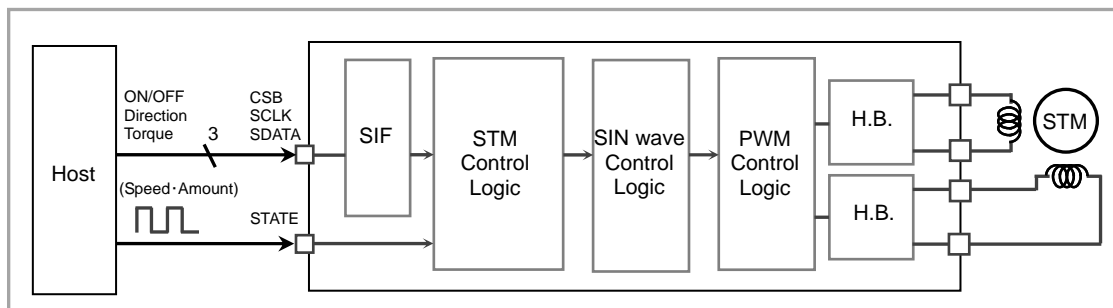 Host
ON/OFF
Direction
Torque
3
CSB
SCLK
SDATA
(Speed・Amount)
STATE
SIF
STM
Control
Logic
SIN wave
Control
Logic
PWM
Control
Logic
H.B.
H.B.
STM